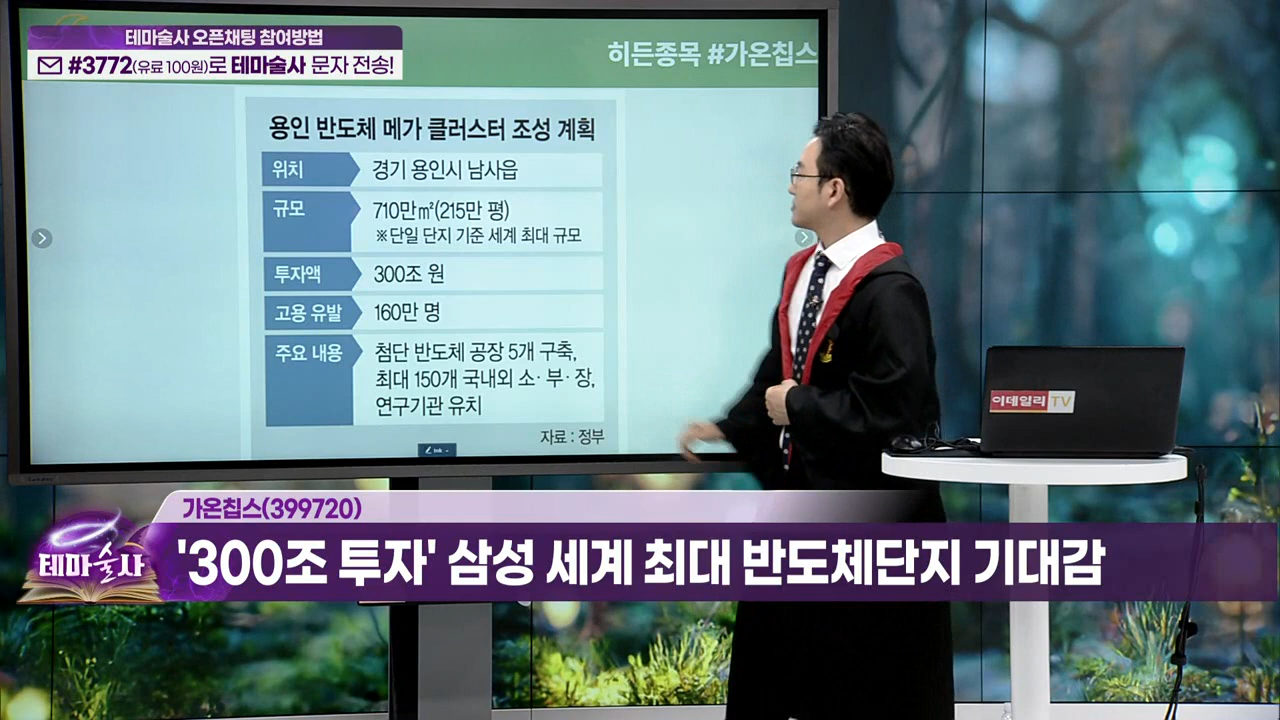 테마술사 오픈채팅 참여방법
#3772(유료 100원)로 테마술사 문자 전송!
히든종목 #가온칩스
용인 반도체 메가 클러스터 조성 계획
위치 경기 용인시 남사읍
규모 710만㎡(215만 평)
※단일 단지 기준 세계 최대 규모
투자액 300조 원
고용 유발 160만 명
주요 내용 첨단 반도체 공장 5개 구축,
최대 150개 국내외 소·부·장,
연구기관 유치
자료 : 정부
Ink
이데일리TV
가온칩스(399720)
테마술사
'300조 투자' 삼성 세계 최대 반도체단지 기대감